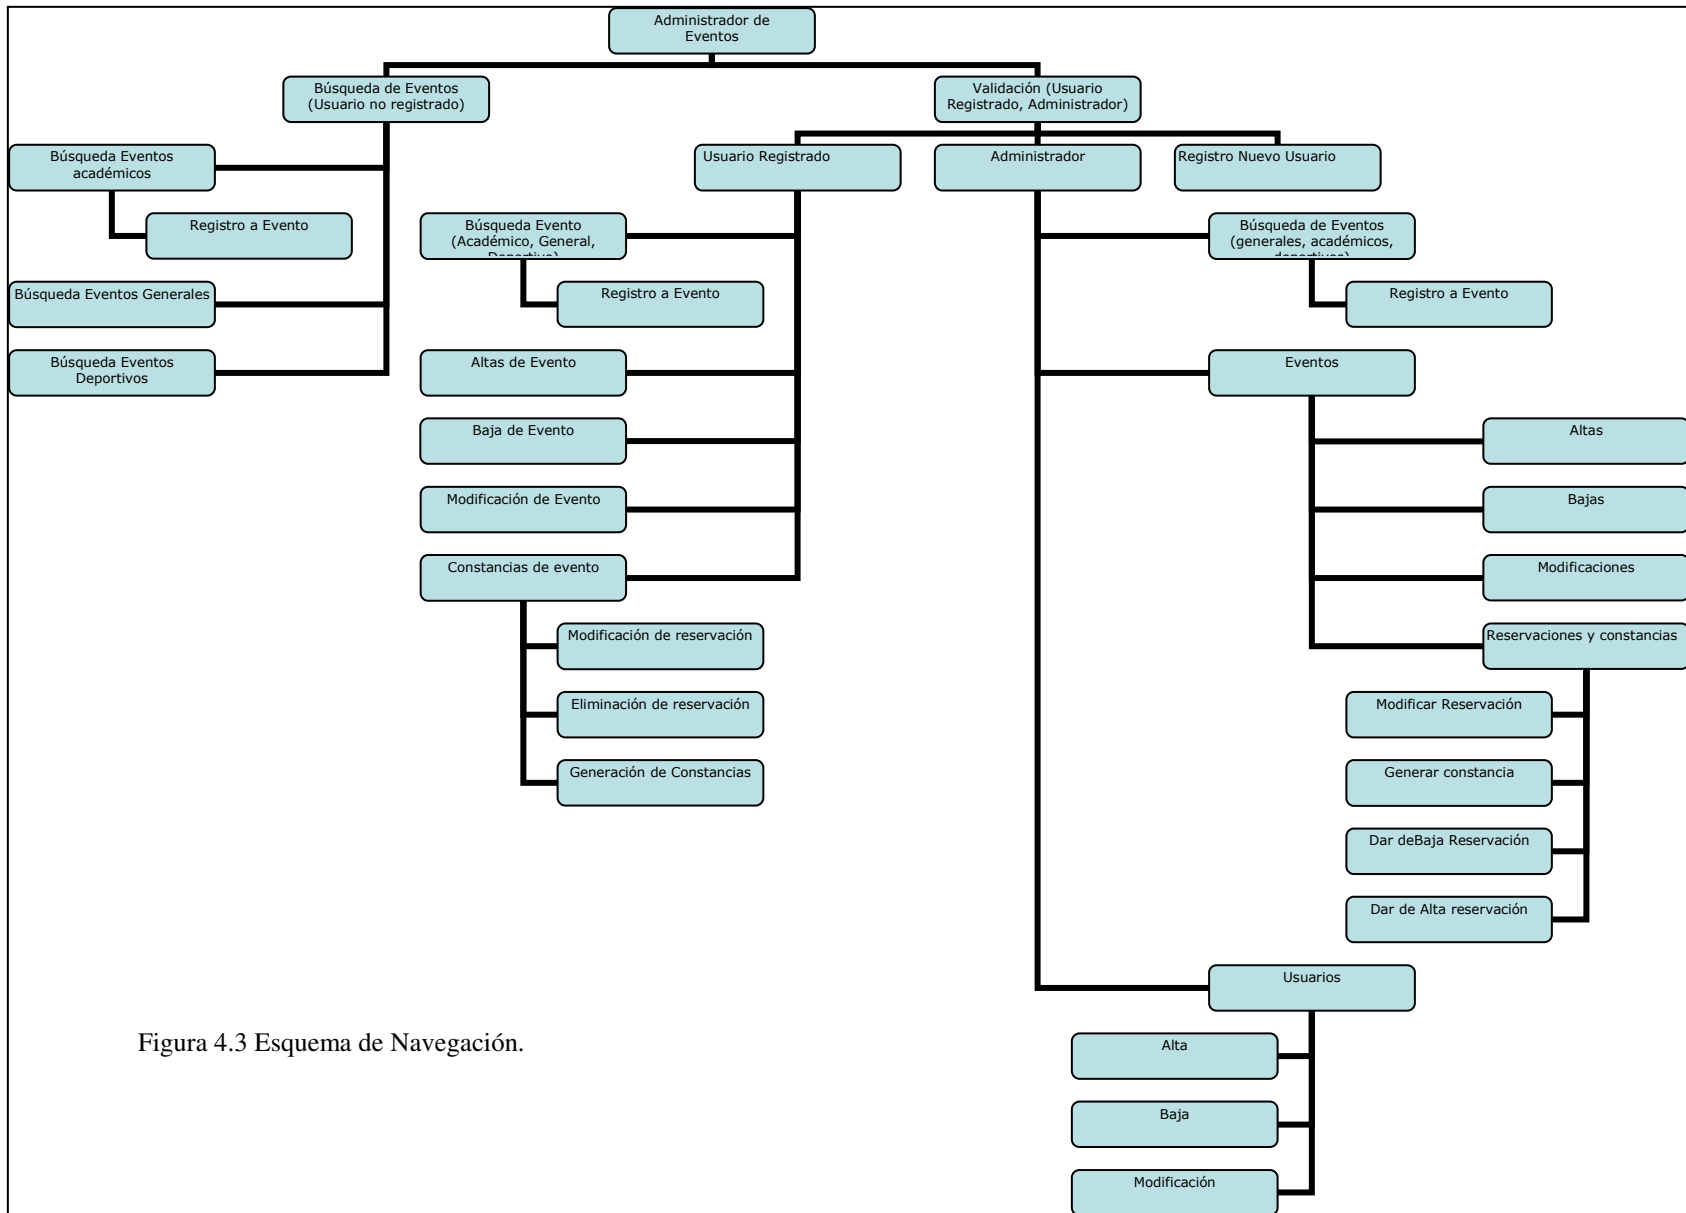 Administrador de
Eventos
Búsqueda de Eventos
(Usuario no registrado)
Validación (Usuario
Registrado, Administrador)
Búsqueda Eventos
académicos
Usuario Registrado
Administrador
Registro Nuevo Usuario
Registro a Evento
Búsqueda Evento
(Académico, General,
Deportivo)
Búsqueda de Eventos
(generales, académicos,
deportivos)
Búsqueda Eventos Generales
Registro a Evento
Registro a Evento
Búsqueda Eventos
Deportivos
Altas de Evento
Eventos
Baja de Evento
Altas
Modificación de Evento
Bajas
Constancias de evento
Modificaciones
Modificación de reservación
Reservaciones y constancias
Eliminación de reservación
Modificar Reservación
Generación de Constancias
Generar constancia
Dar deBaja Reservación
Dar de Alta reservación
Usuarios
Figura 4.3 Esquema de Navegación.
Alta
Baja
Modificación